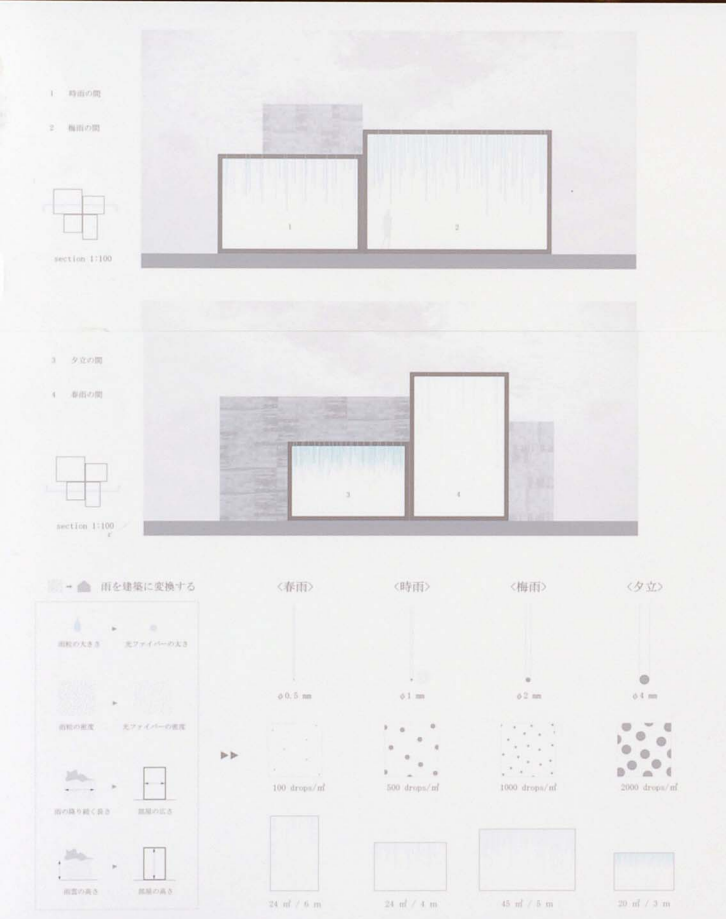 1 時雨の間
2 梅雨の間
section 1:100
1
2
3 夕立の間
4 春雨の間
section 1:100
3
4
雨を建築に変換する
雨粒の大きさ
光ファイバーの太さ
雨粒の密度
光ファイバーの密度
雨の降り続く長さ
部屋の広さ
雨雲の高さ
部屋の高さ
〈春雨〉 〈時雨〉 〈梅雨〉 〈夕立〉
φ0.5 mm φ1 mm φ2 mm φ4 mm
100 drops/㎡ 500 drops/㎡ 1000 drops/㎡ 2000 drops/㎡
24 ㎡ / 6 m 24 ㎡ / 4 m 45 ㎡ / 5 m 20 ㎡ / 3 m